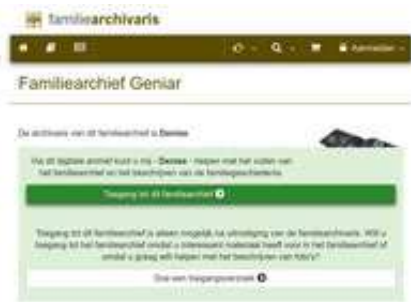 familiearchivaris
Aanmelden
Familiearchief Geniar
De archivaris van dit familiearchief is Denise
Via dit digitale archief kunt u mij - Denise - helpen met het vullen van
het familiearchief en het beschrijven van de familiegeschiedenis.
Toegang tot dit familiearchief
Toegang tot dit familiearchief is alleen mogelijk na uitnodiging van de familiearchivaris. Wilt u
toegang tot het familiearchief omdat u interessant materiaal heeft voor in het familiearchief of
omdat u graag wilt helpen met het beschrijven van foto's?
Doe een toegangsverzoek